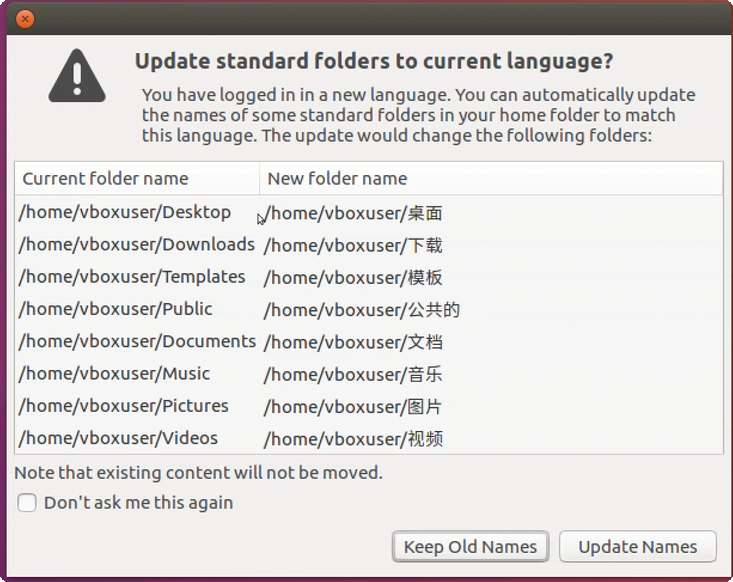 Update standard folders to current language?
You have logged in in a new language. You can automatically update
the names of some standard folders in your home folder to match
this language. The update would change the following folders:
Current folder name New folder name
/home/vboxuser/Desktop /home/vboxuser/桌面
/home/vboxuser/Downloads /home/vboxuser/下载
/home/vboxuser/Templates /home/vboxuser/模板
/home/vboxuser/Public /home/vboxuser/公共的
/home/vboxuser/Documents /home/vboxuser/文档
/home/vboxuser/Music /home/vboxuser/音乐
/home/vboxuser/Pictures /home/vboxuser/图片
/home/vboxuser/Videos /home/vboxuser/视频
Note that existing content will not be moved.
Don't ask me this again
Keep Old Names Update Names